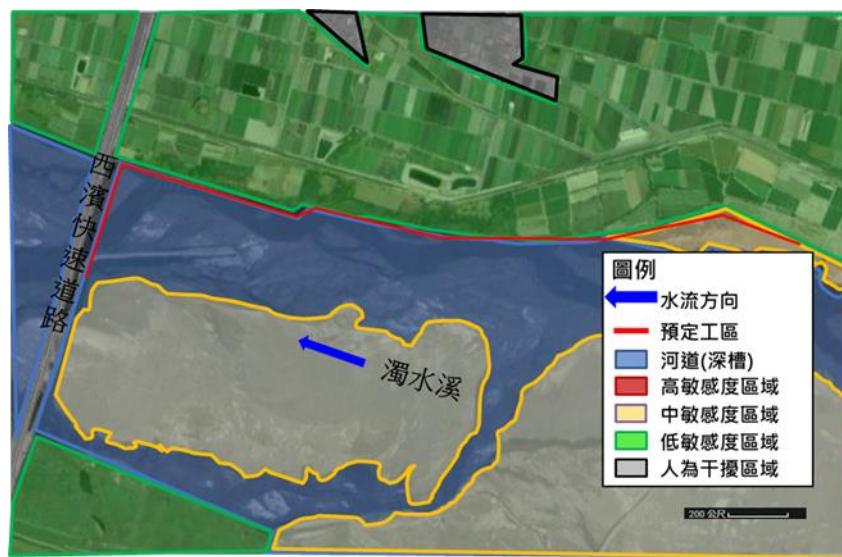 西濱快速道路
濁水溪
圖例
水流方向
預定工區
河道(深槽)
高敏感度區域
中敏感度區域
低敏感度區域
人為干擾區域
200 公尺